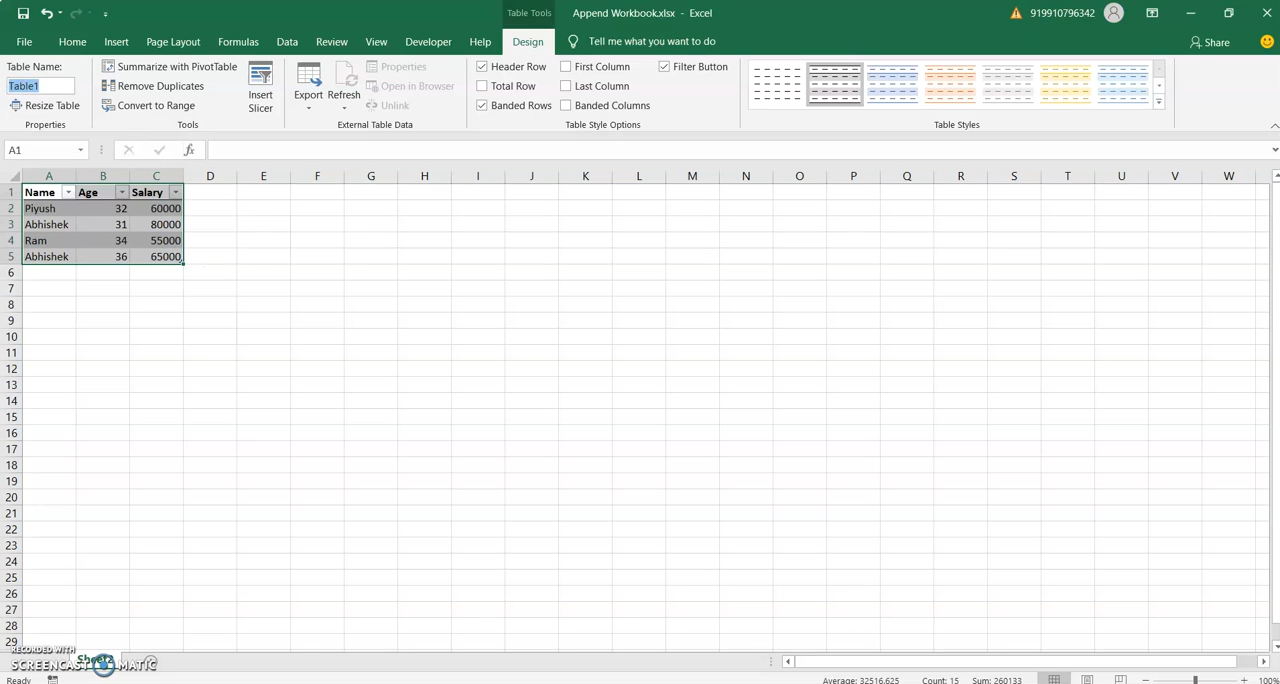 Table Tools
Append Workbook.xlsx - Excel
919910796342
File Home Insert Page Layout Formulas Data Review View Developer Help Design Tell me what you want to do Share
Table Name:
Table1
Resize Table
Properties
Summarize with PivotTable
Remove Dup
Convert to Range
Tools
Insert Slicer
Export Refresh
Properties
Open in Browser
Unlink
External Table Data
Header Row First Column Filter Button
Total Row Last Column
Banded Rows Banded Columns
Table Style Options
Table Styles
A1 fx
A B C D E F G H I J K L M N O P Q R S T U V W
1 Name Age Salary
2 Piyush 32 60000
3 Abhishek 31 80000
4 Ram 34 55000
5 Abhishek 36 65000
6
7
8
9
10
11
12
13
14
15
16
17
18
19
20
21
22
23
24
25
26
27
28
29
RECORDED WITH
SCREENCAST MATIC
Ready Average: 32516.625 Count: 15 Sum: 260133 100%